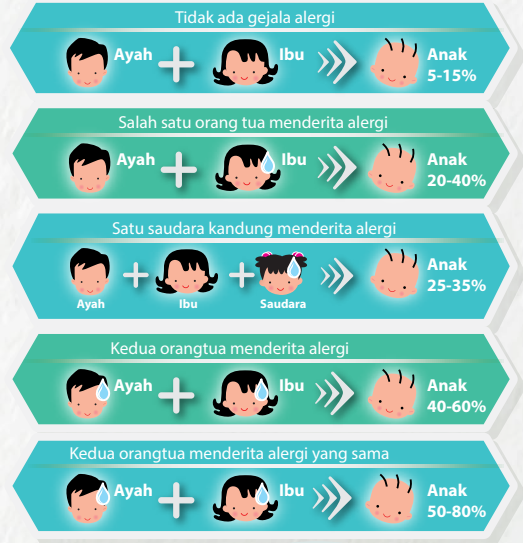 Tidak ada gejala alergi
Ayah
Ibu
Anak
5-15%
Salah satu orang tua menderita alergi
Ayah
Ibu
Anak
20-40%
Satu saudara kandung menderita alergi
Ayah
Ibu
Saudara
Anak
25-35%
Kedua orangtua menderita alergi
Ayah
Ibu
Anak
40-60%
Kedua orangtua menderita alergi yang sama
Ayah
Ibu
Anak
50-80%